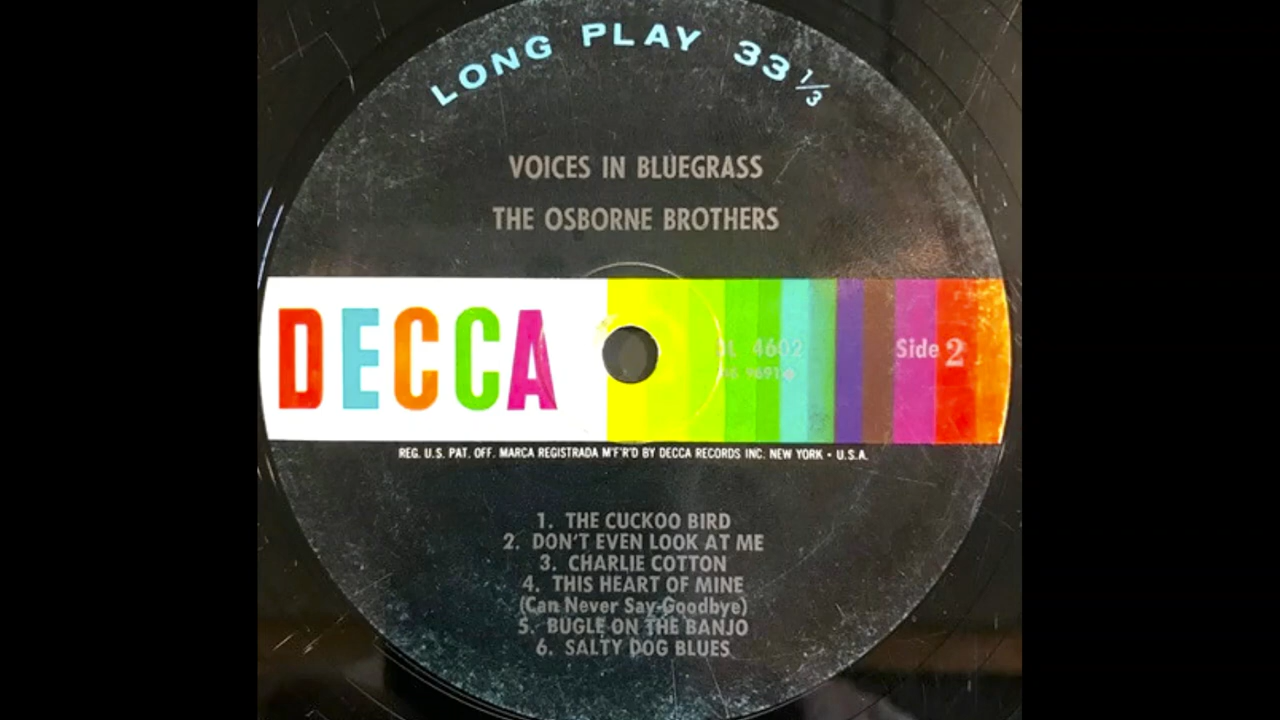 LONG PLAY 33 1/3
VOICES IN BLUEGRASS
THE OSBORNE BROTHERS
DECCA
4602
Side 2
REG. U.S. PAT. OFF. MARCA REGISTRADA M'F'R'D BY DECCA RECORDS INC. NEW YORK • U.S.A.
1. THE CUCKOO BIRD
2. DON'T EVEN LOOK AT ME
3. CHARLIE COTTON
4. THIS HEART OF MINE
(Can Never Say Goodbye)
5. BUGLE ON THE BANJO
6. SALTY DOG BLUES